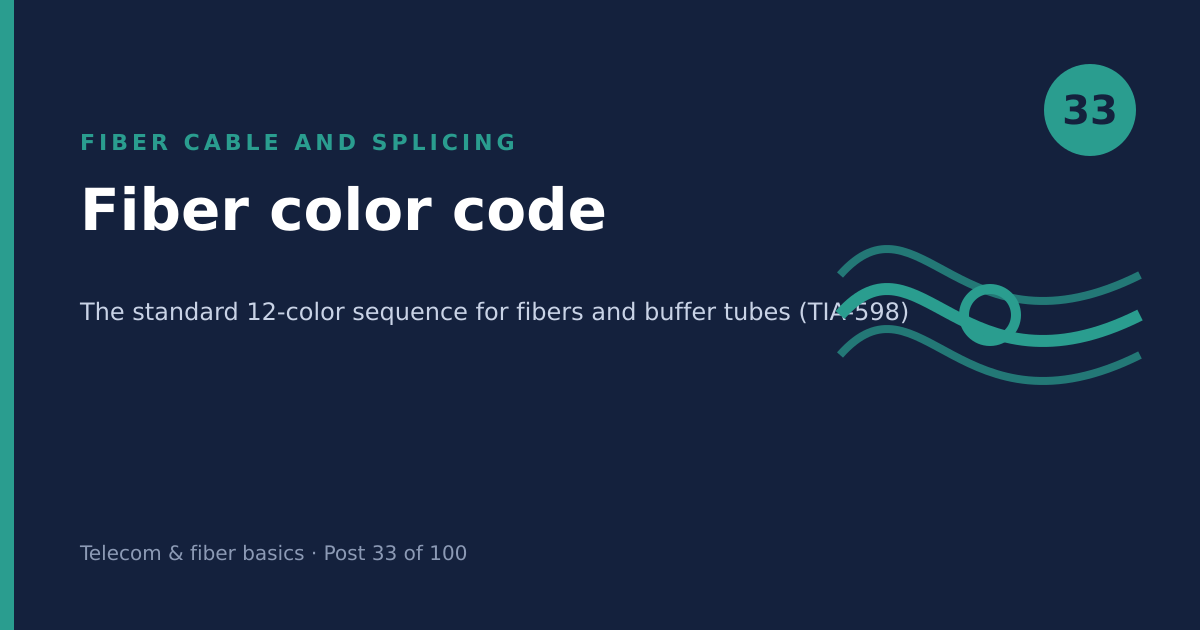 33
FIBER CABLE AND SPLICING
Fiber color code
The standard 12-color sequence for fibers and buffer tubes (TIA-598)
Telecom & fiber basics · Post 33 of 100